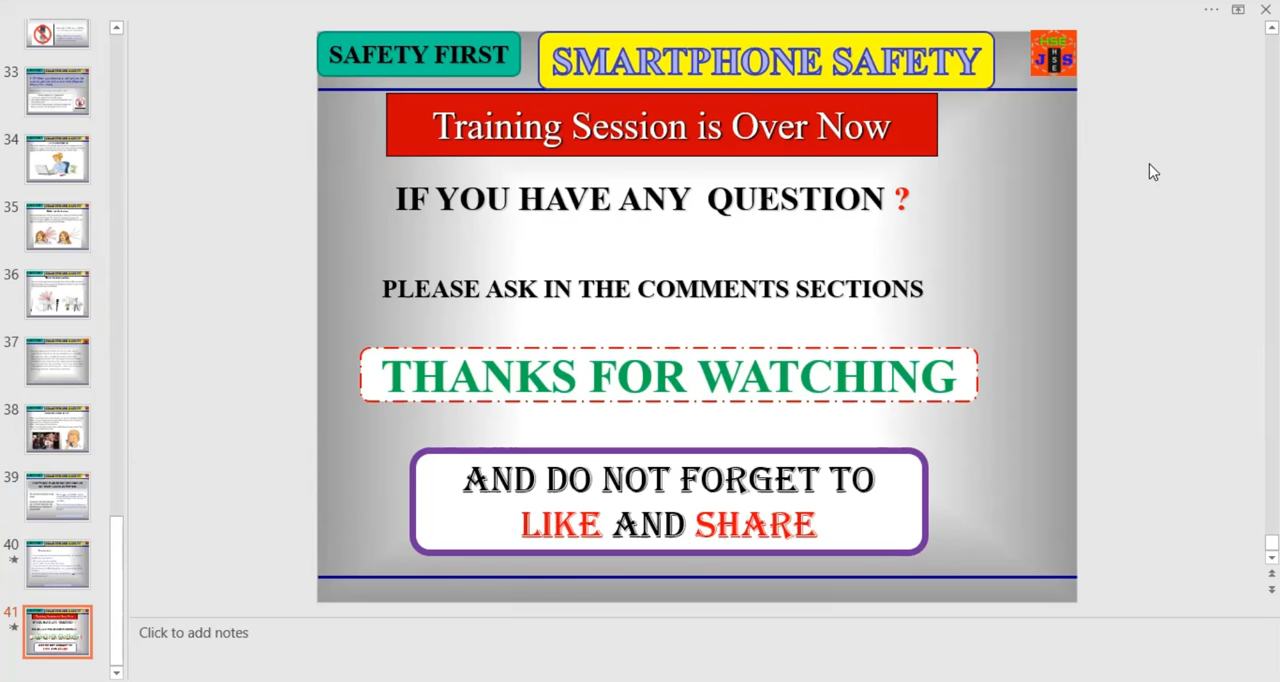 SAFETY FIRST
SMARTPHONE SAFETY
HSE
J HSE S
Training Session is Over Now
IF YOU HAVE ANY QUESTION ?
PLEASE ASK IN THE COMMENTS SECTIONS
THANKS FOR WATCHING
AND DO NOT FORGET TO
LIKE AND SHARE
33
34
35
36
37
38
39
40
41
Click to add notes